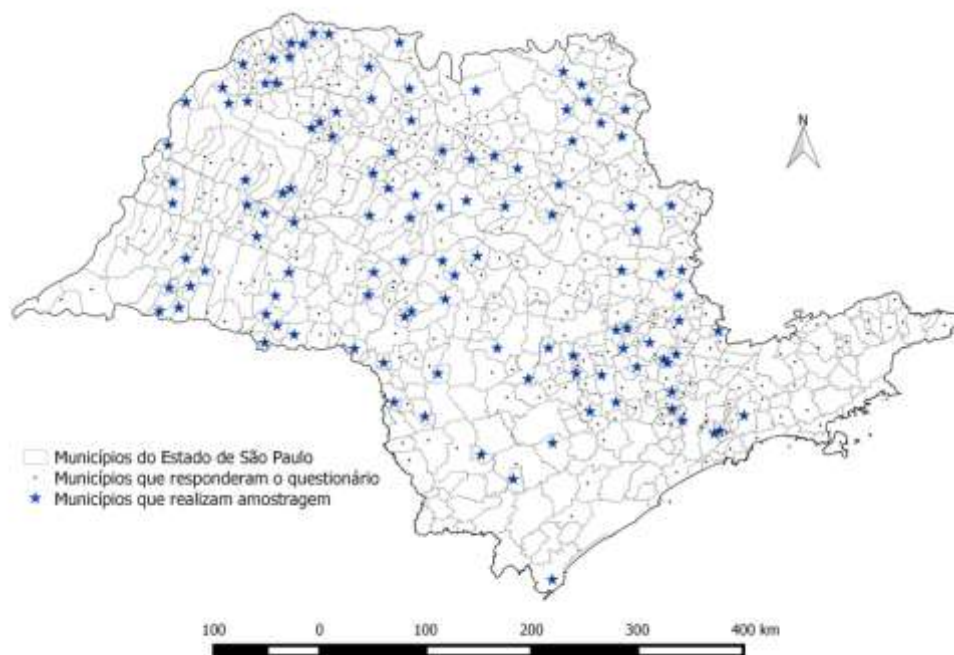 N
Municípios do Estado de São Paulo
Municípios que responderam o questionário
Municípios que realizam amostragem
100 0 100 200 300 400 km